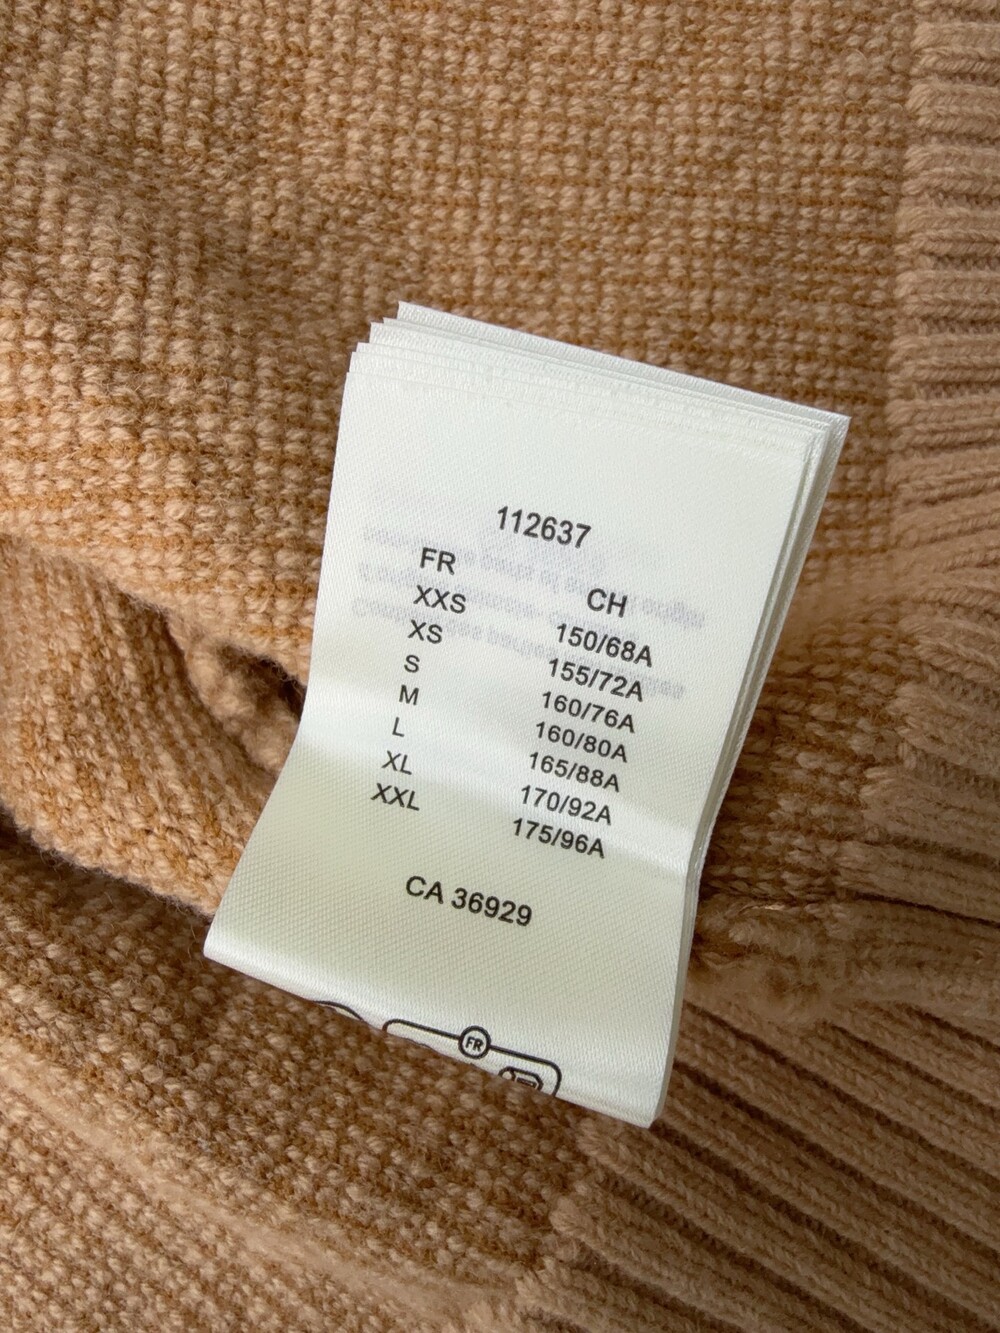 112637
FR CH
XXS 150/68A
XS 155/72A
S 160/76A
M 160/80A
L 165/88A
XL 170/92A
XXL 175/96A
CA 36929
FR